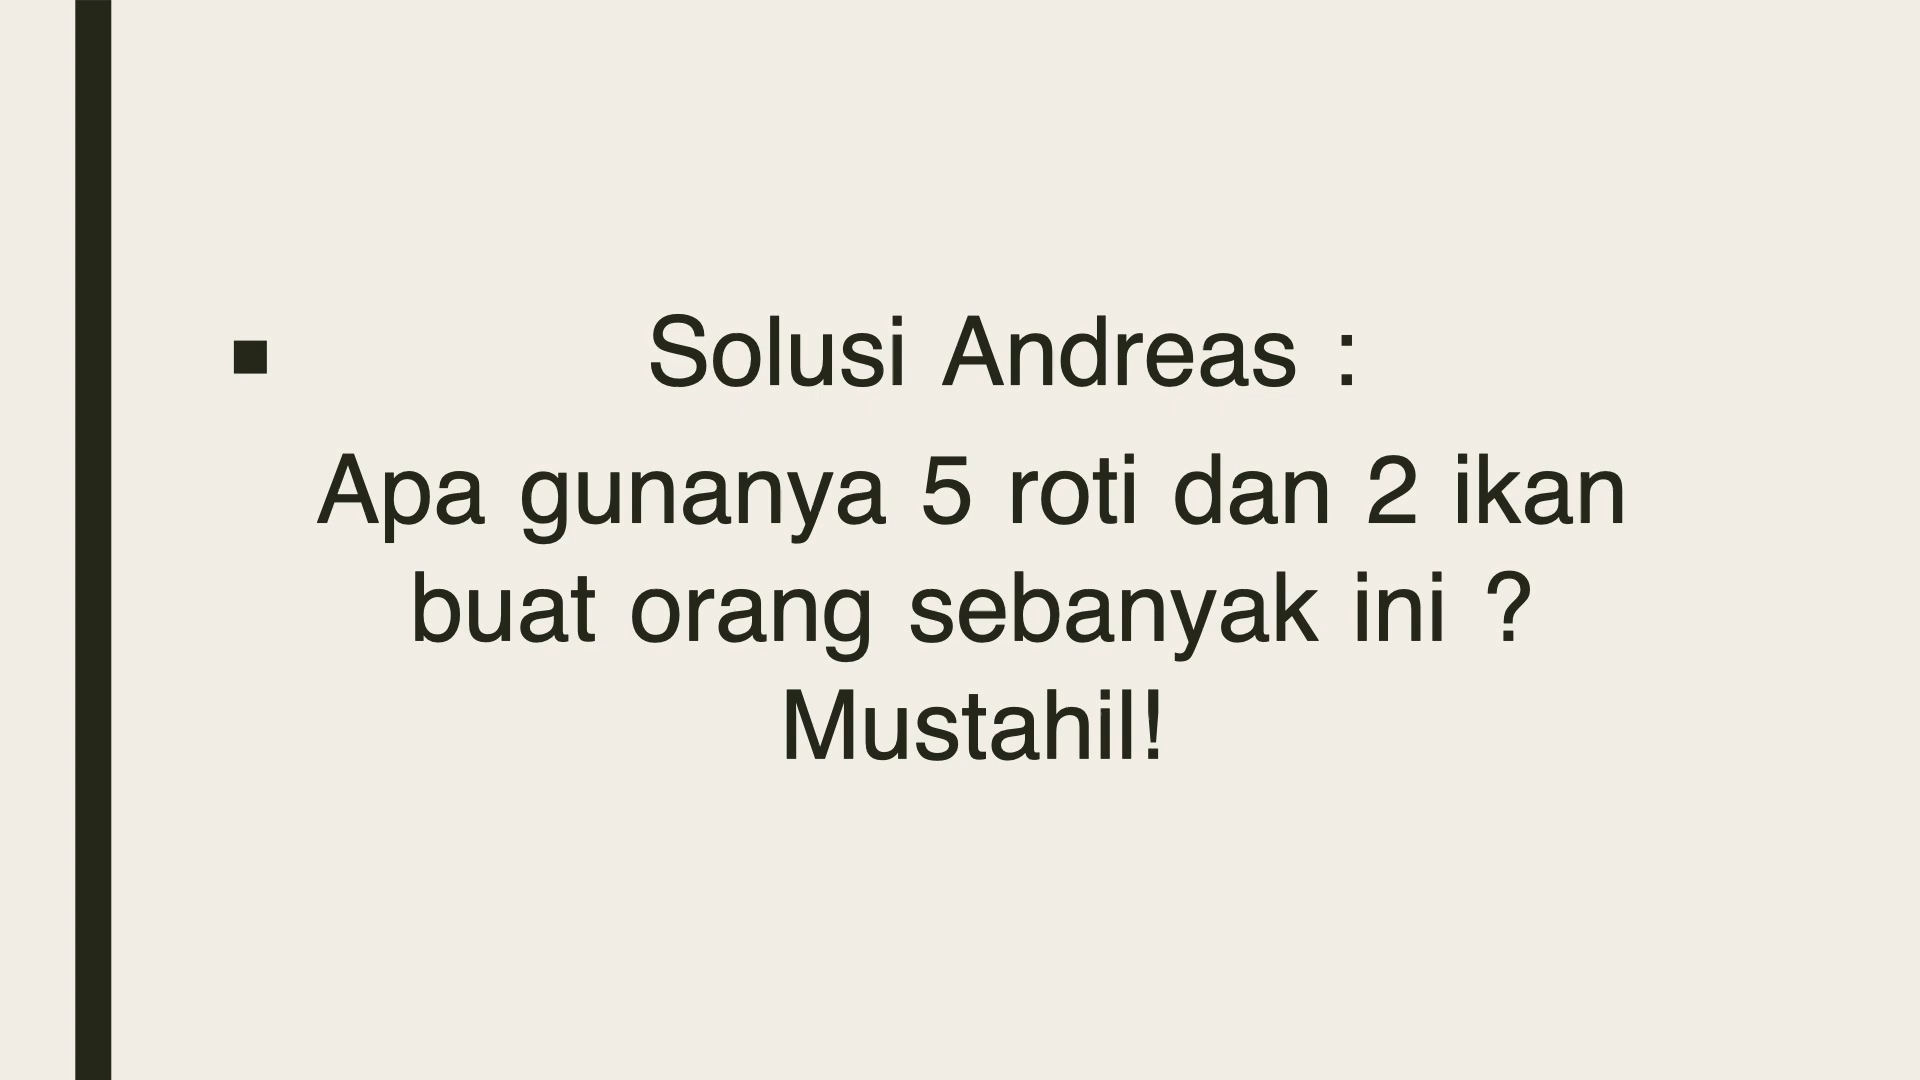 ▪ Solusi Andreas :
Apa gunanya 5 roti dan 2 ikan
buat orang sebanyak ini ?
Mustahil!